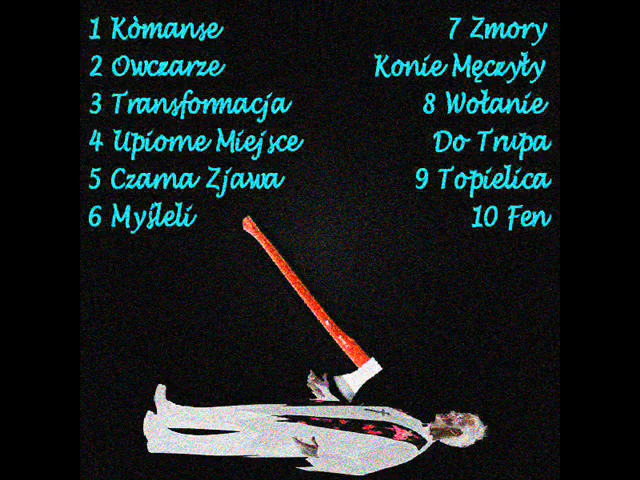 1 Kòmanse
2 Owczarze
3 Transformacja
4 Upiorne Miejsce
5 Czarna Zjawa
6 Myśleli
7 Zmory
Konie Męczyły
8 Wołanie
Do Trupa
9 Topielica
10 Fen